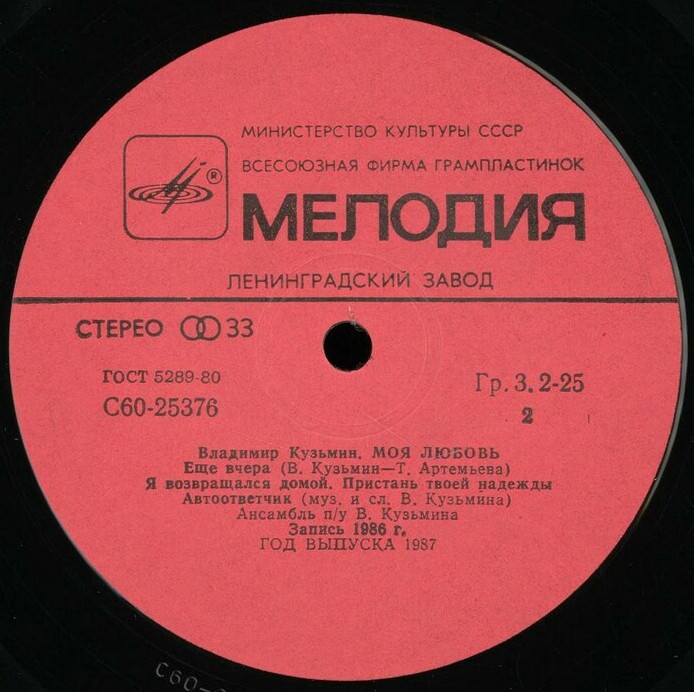 МИНИСТЕРСТВО КУЛЬТУРЫ СССР
ВСЕСОЮЗНАЯ ФИРМА ГРАМПЛАСТИНОК
®
МЕЛОДИЯ
ЛЕНИНГРАДСКИЙ ЗАВОД
СТЕРЕО 33
ГОСТ 5289-80
С60-25376
Гр. 3. 2-25
2
Владимир Кузьмин. МОЯ ЛЮБОВЬ
Еще вчера (В. Кузьмин—Т. Артемьева)
Я возвращался домой. Пристань твоей надежды
Автоответчик (муз. и сл. В. Кузьмина)
Ансамбль п/у В. Кузьмина
Запись 1986 г.
ГОД ВЫПУСКА 1987
С60-